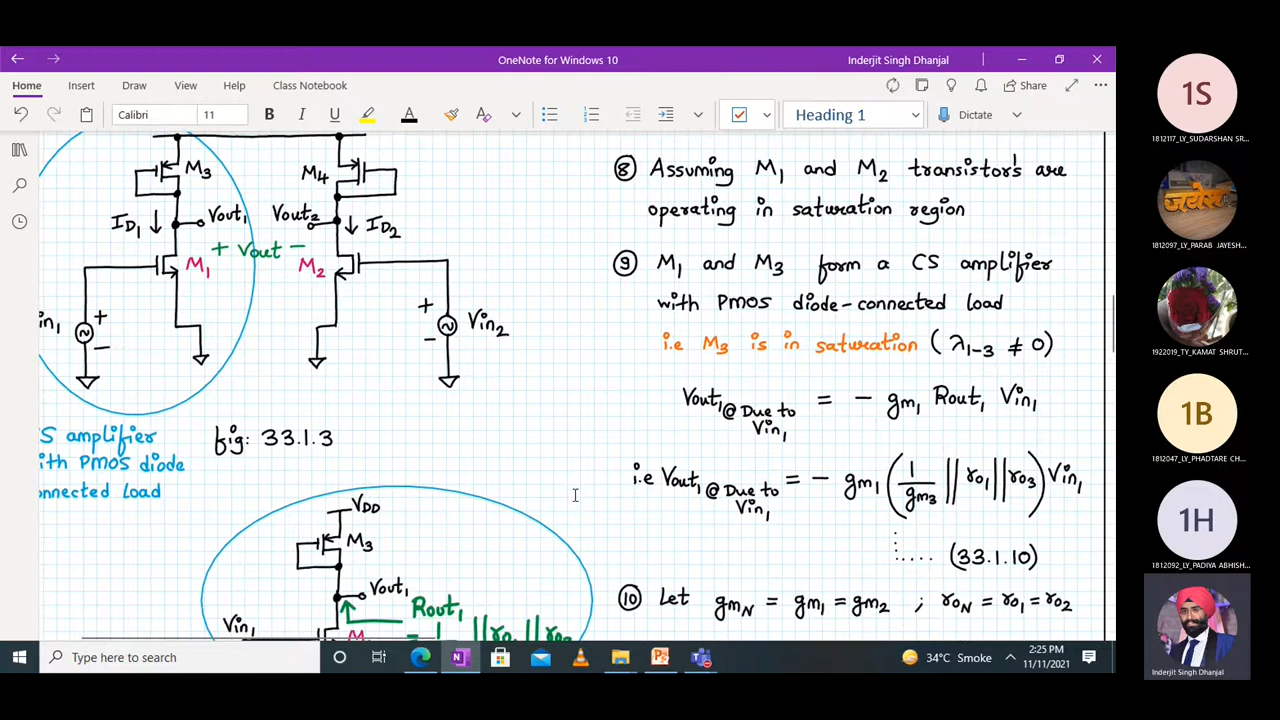 OneNote for Windows 10
Inderjit Singh Dhanjal
Home Insert Draw View Help Class Notebook
Share
Calibri 11 B I U A Heading 1 Dictate
M3 M4
ID1 Vout1 Vout2 ID2
+ Vout −
M1 M2
in1 + − + − Vin2
S amplifier
ith PMOS diode
onnected load
fig: 33.1.3
VDD
M3
Vout1
Rout1
Vin1
⑧ Assuming M1 and M2 transistor's are
operating in saturation region
⑨ M1 and M3 form a CS amplifier
with PMOS diode-connected load
i.e M3 is in saturation (λ1-3 ≠ 0)
Vout1@ Due to Vin1 = − gm1 Rout1 Vin1
i.e Vout1@ Due to Vin1 = − gm1 (1/gm3 || ro1 || ro3) Vin1
..... (33.1.10)
⑩ Let gmN = gm1 = gm2 ; roN = ro1 = ro2
1S
1812117_LY_SUDARSHAN SR...
1812097_LY_PARAB JAYESH...
1922019_TY_KAMAT SHRUT...
1B
1812047_LY_PHADTARE CH...
1H
1812092_LY_PADIYA ABHISH...
Inderjit Singh Dhanjal
Type here to search
34°C Smoke
2:25 PM
11/11/2021